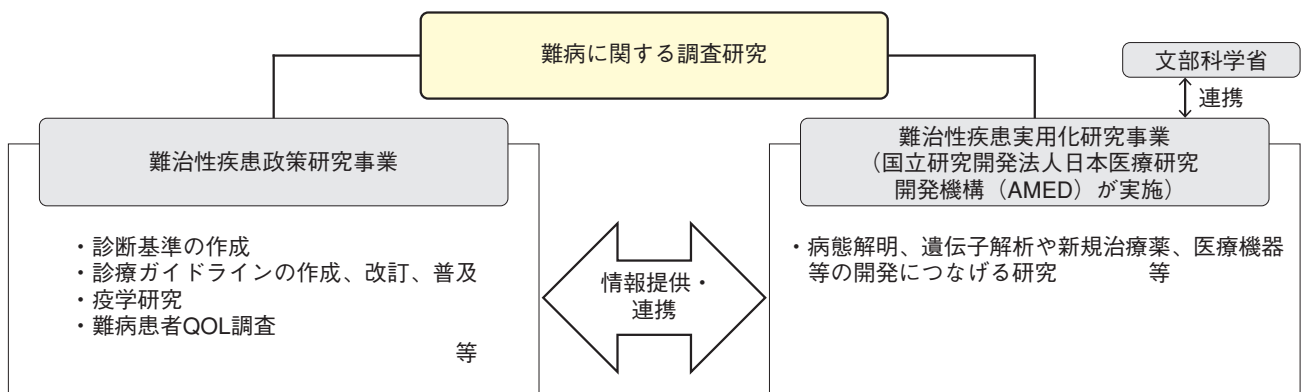 難病に関する調査研究
文部科学省
連携
難治性疾患政策研究事業
難治性疾患実用化研究事業
（国立研究開発法人日本医療研究
開発機構（AMED）が実施）
・診断基準の作成
・診療ガイドラインの作成、改訂、普及
・疫学研究
・難病患者QOL調査
等
情報提供・
連携
・病態解明、遺伝子解析や新規治療薬、医療機器
等の開発につなげる研究　　　　等